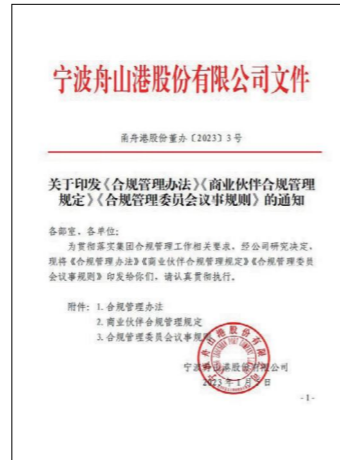 宁波舟山港股份有限公司文件
甬舟港股份董办〔2023〕3号
关于印发《合规管理办法》《商业伙伴合规管理
规定》《合规管理委员会议事规则》的通知
各部室、各单位：
为贯彻落实集团合规管理工作相关要求，经公司研究决定，
现将《合规管理办法》《商业伙伴合规管理规定》《合规管理委员
会议事规则》印发给你们，请认真贯彻执行。
附件：1.合规管理办法
2.商业伙伴合规管理规定
3.合规管理委员会议事规则
宁波舟山港股份有限公司
2023年1月
-1-